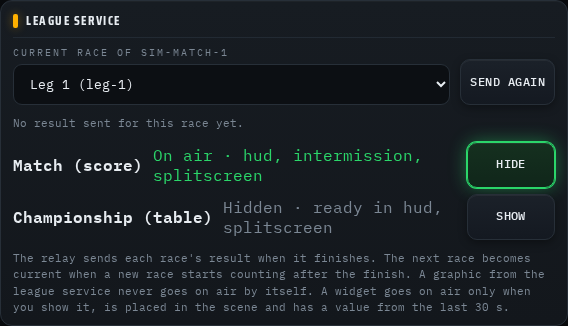 LEAGUE SERVICE
CURRENT RACE OF SIM-MATCH-1
Leg 1 (leg-1)
SEND AGAIN
No result sent for this race yet.
Match (score)
On air · hud, intermission,
splitscreen
HIDE
Championship (table)
Hidden · ready in hud,
splitscreen
SHOW
The relay sends each race's result when it finishes. The next race becomes
current when a new race starts counting after the finish. A graphic from the
league service never goes on air by itself. A widget goes on air only when
you show it, is placed in the scene and has a value from the last 30 s.